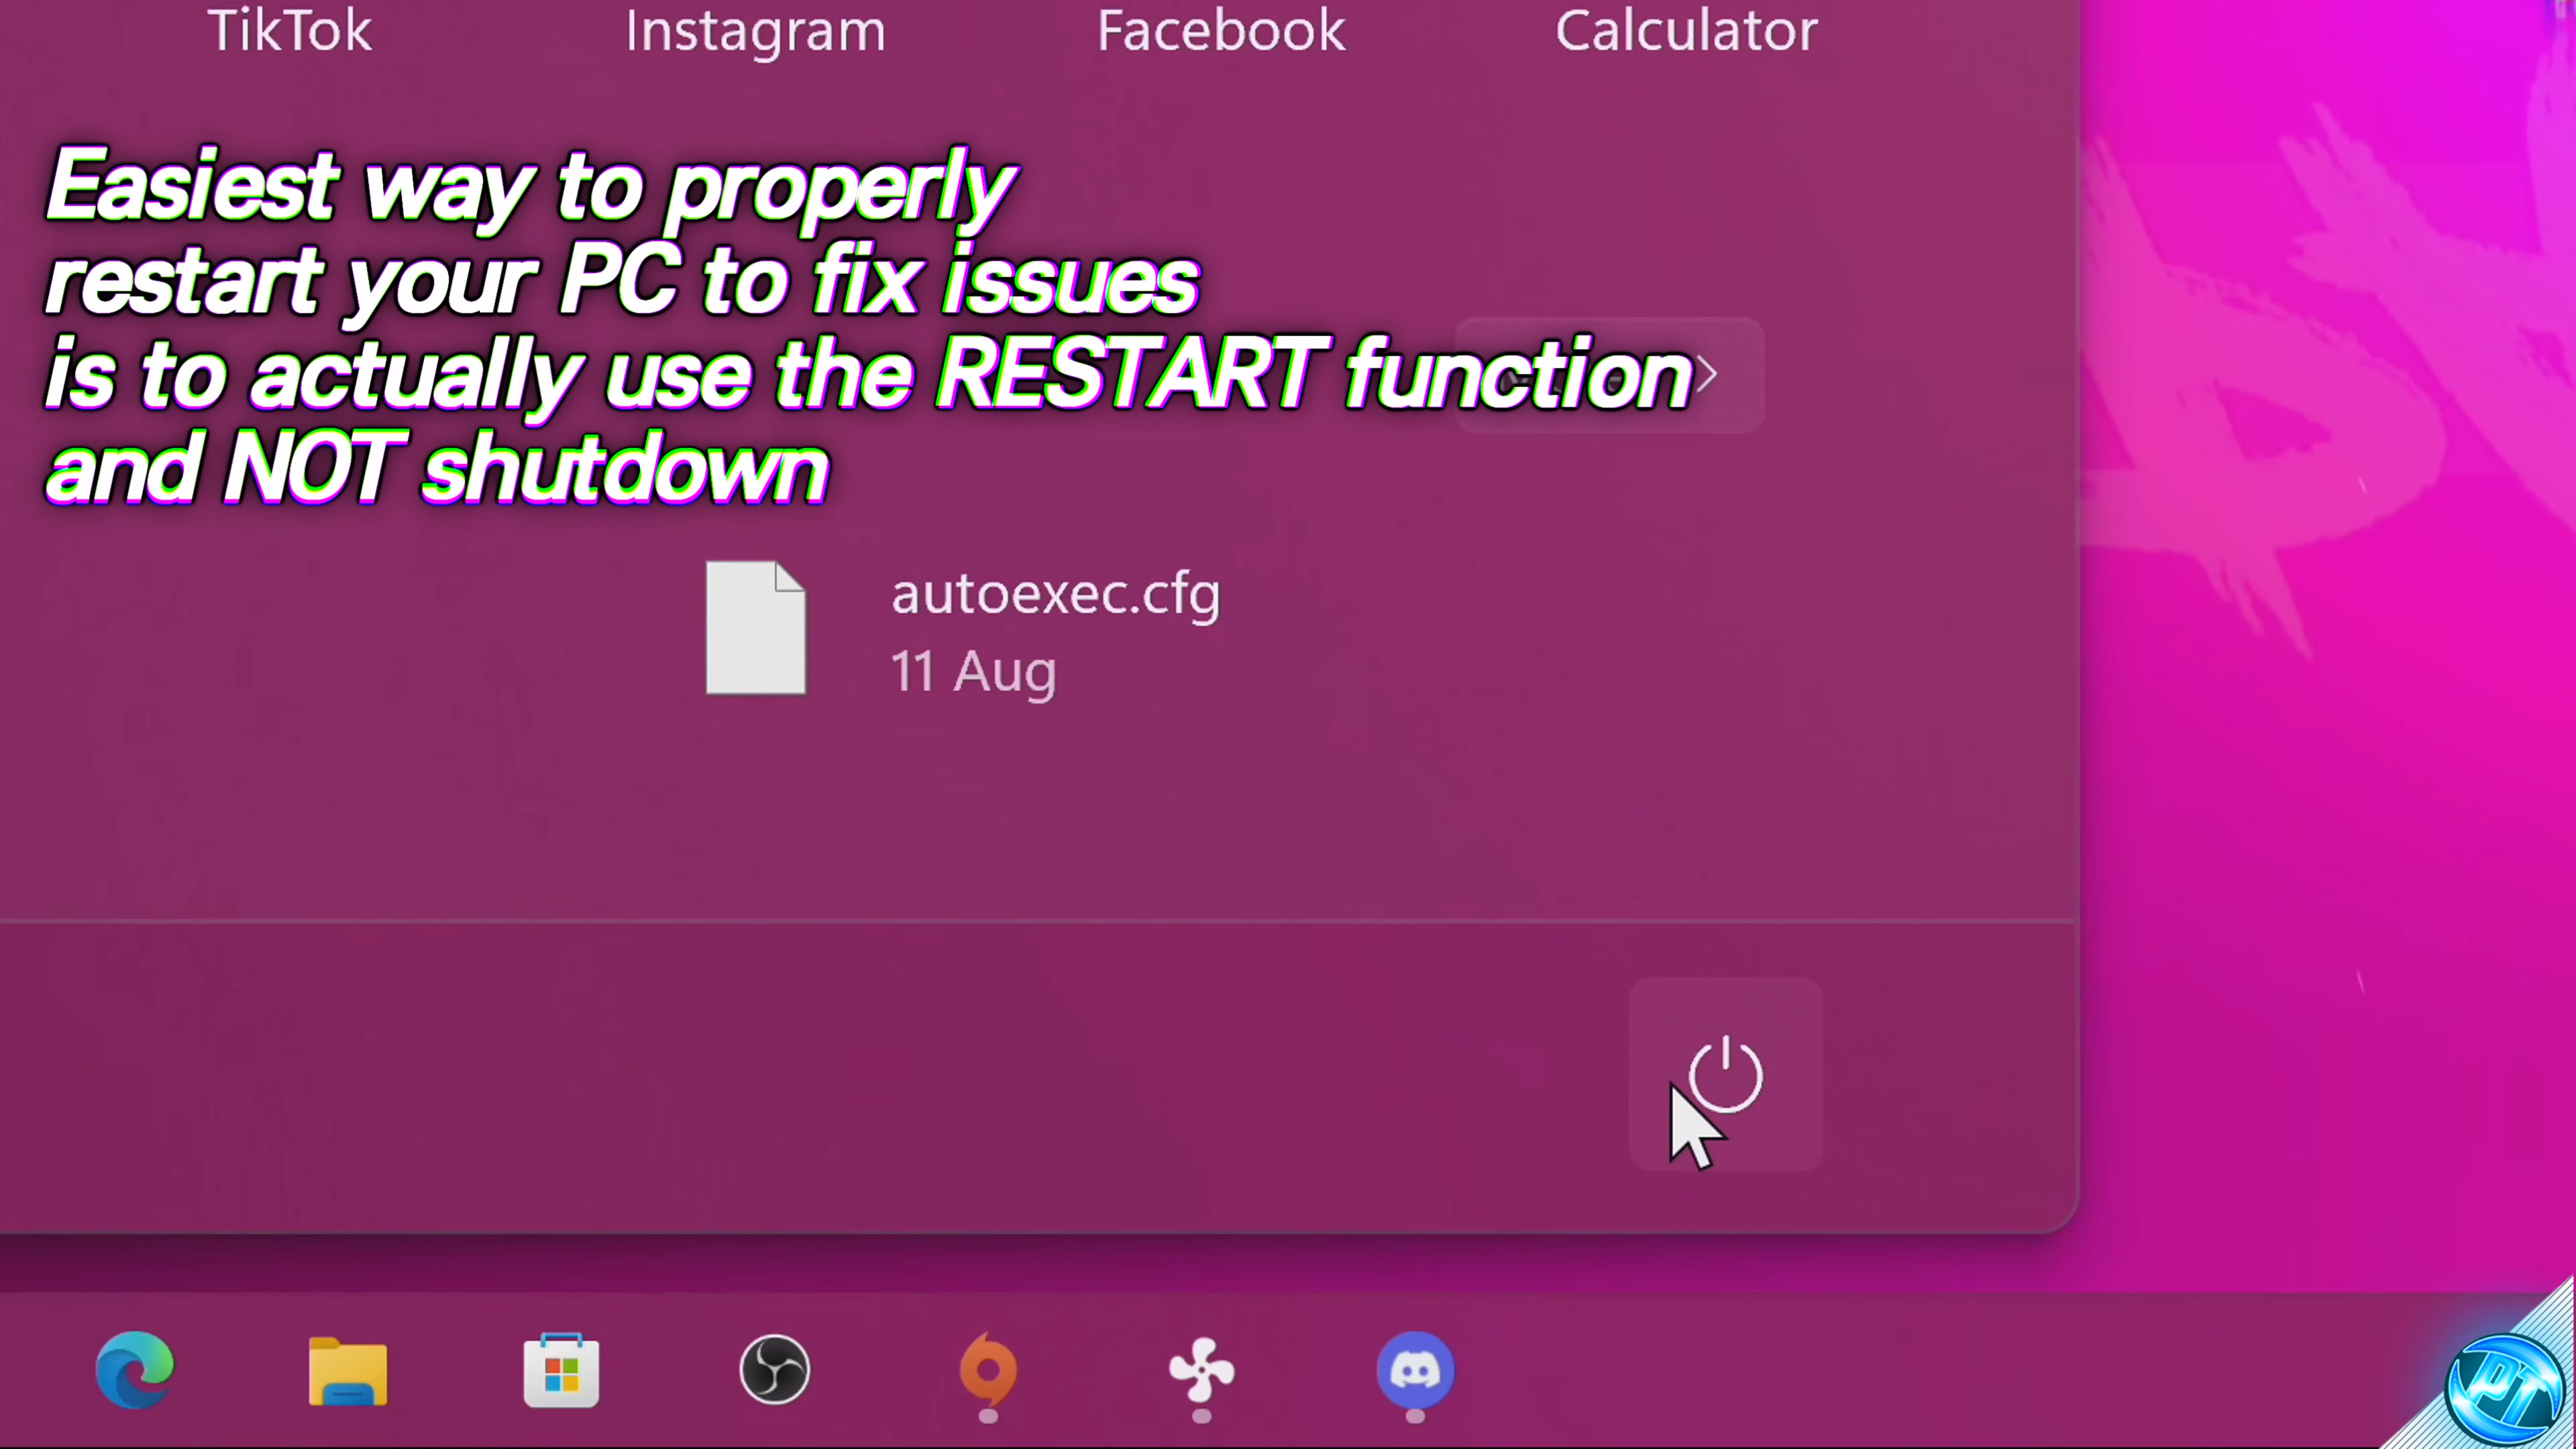 TikTok Instagram Facebook Calculator
Easiest way to properly
restart your PC to fix issues
is to actually use the RESTART function
and NOT shutdown
autoexec.cfg
11 Aug
PT